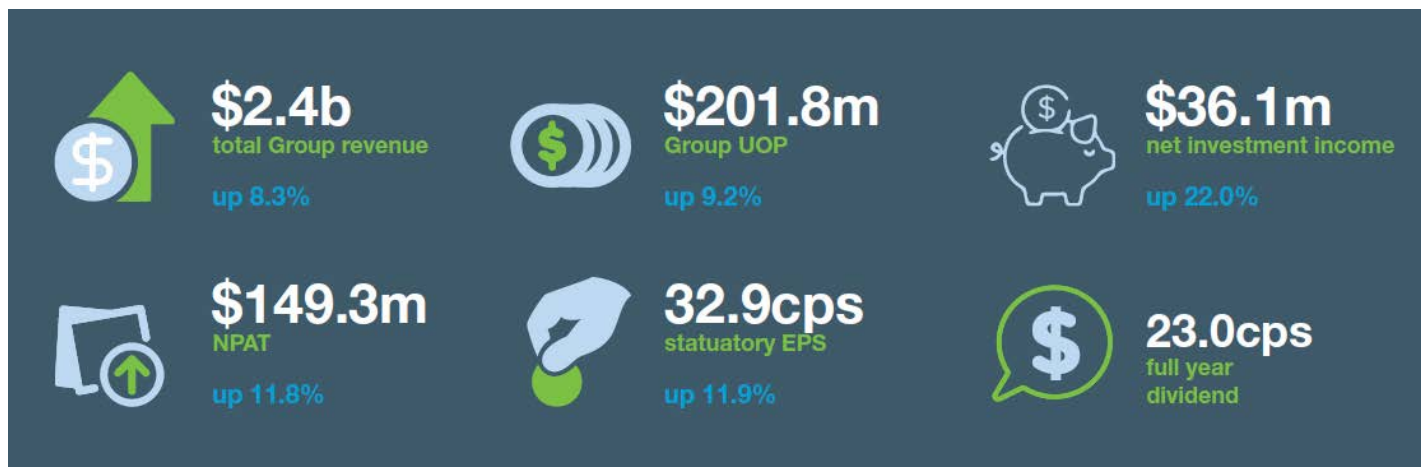 $2.4b
total Group revenue
up 8.3%
$201.8m
Group UOP
up 9.2%
$
$36.1m
net investment income
up 22.0%
$149.3m
NPAT
up 11.8%
32.9cps
statuatory EPS
up 11.9%
$
23.0cps
full year
dividend